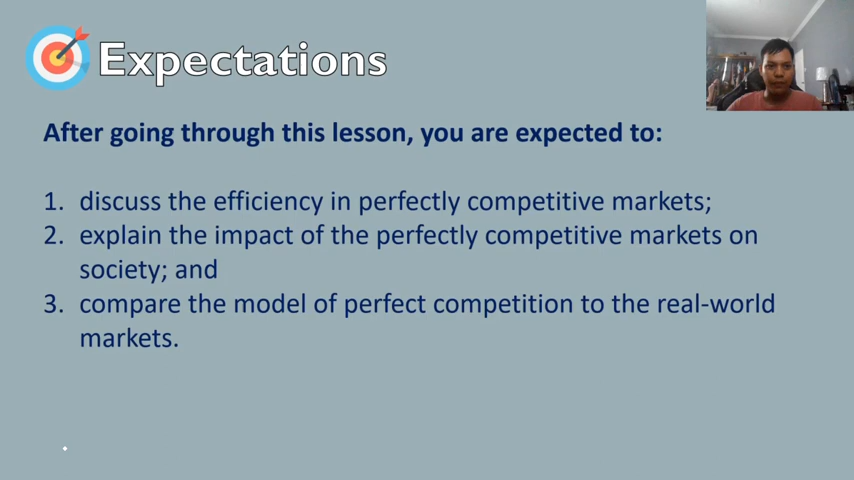 Expectations
After going through this lesson, you are expected to:
1. discuss the efficiency in perfectly competitive markets;
2. explain the impact of the perfectly competitive markets on
society; and
3. compare the model of perfect competition to the real-world
markets.